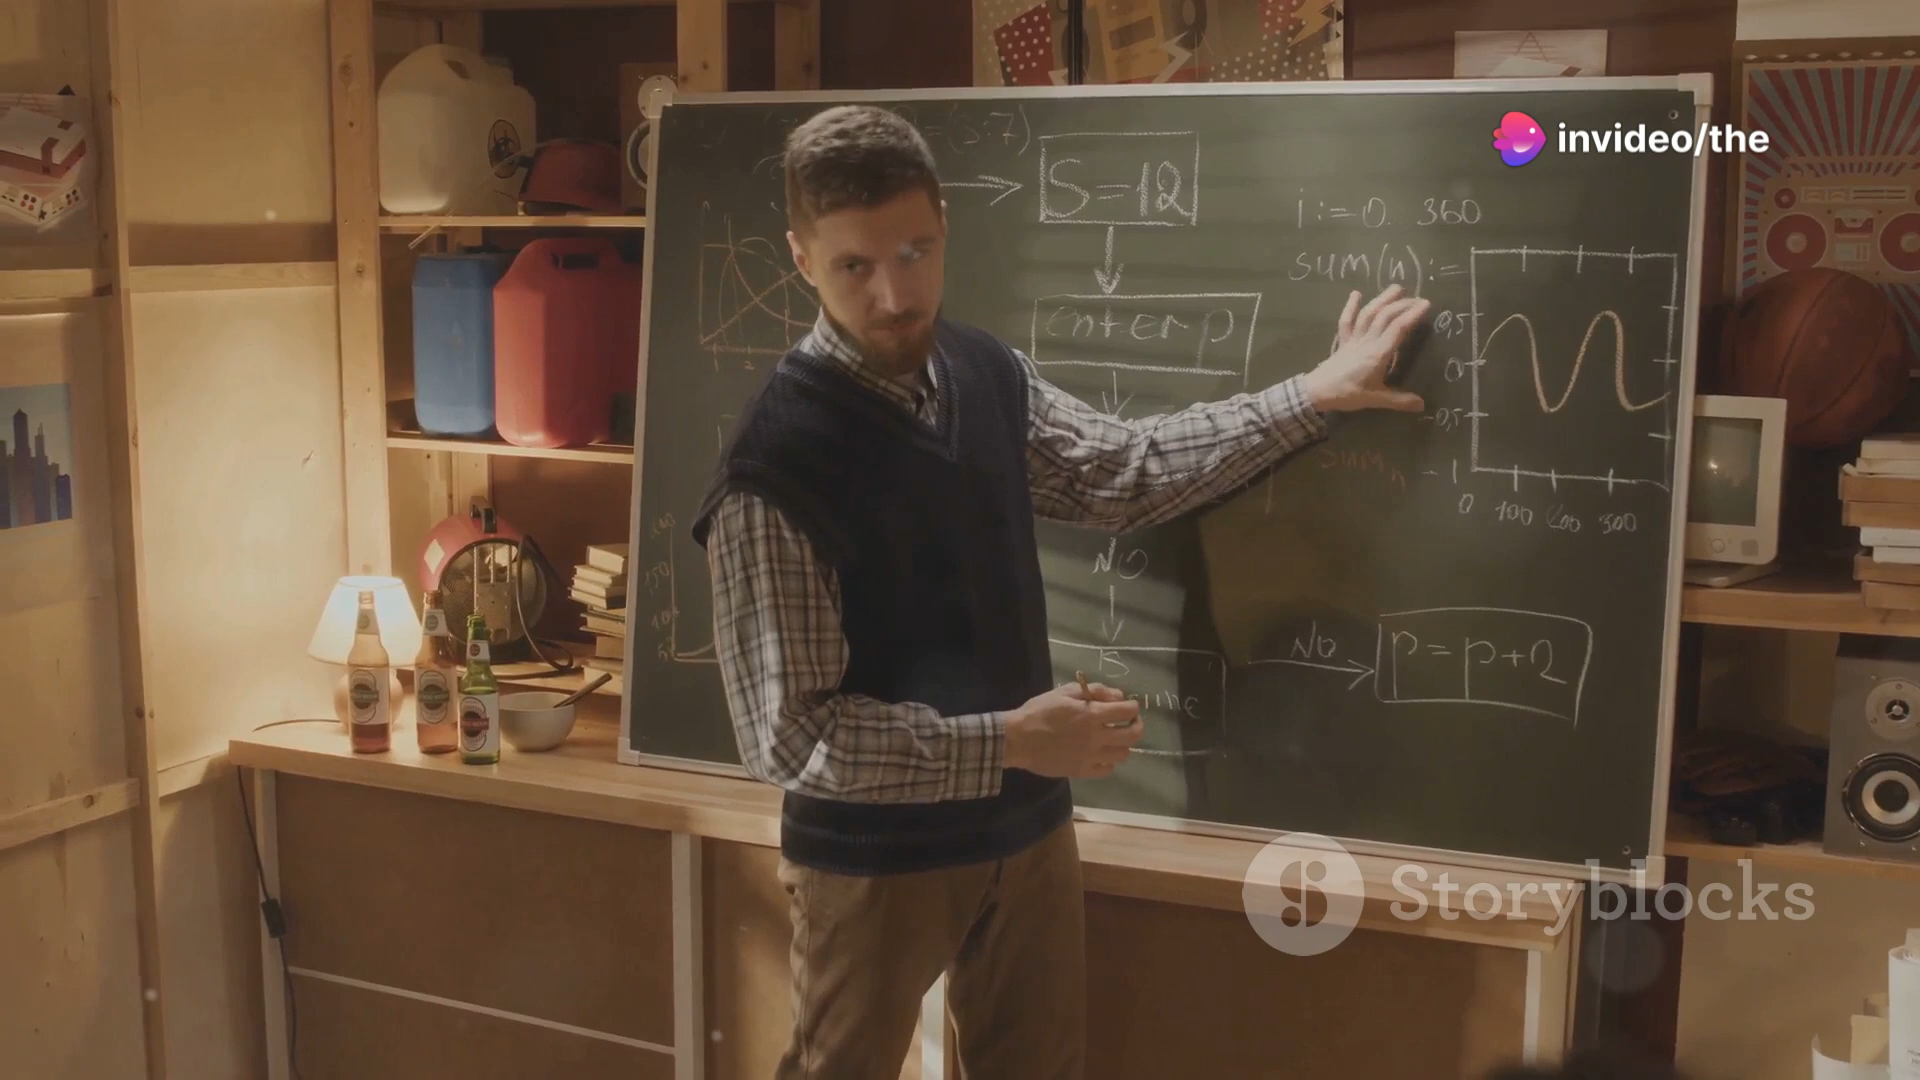 invideo/the
S=12
i:=0. 360
sum(n):=
enter p
0,5
0
-0,5
-1
0 100 200 300
NO
NO
p=p+2
Storyblocks